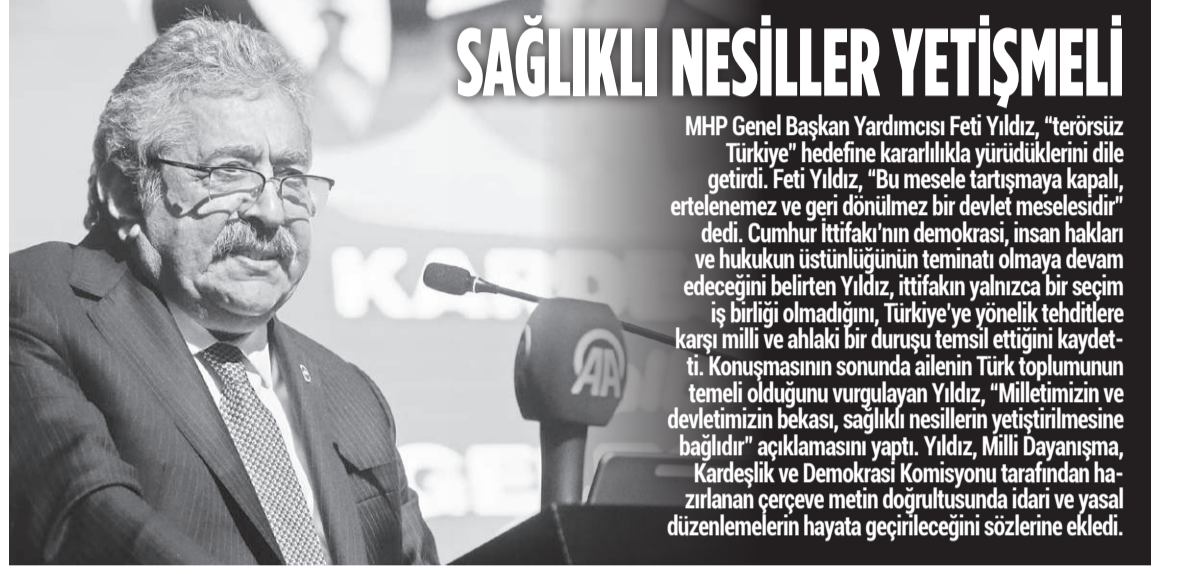 SAĞLIKLI NESİLLER YETİŞMELİ
MHP Genel Başkan Yardımcısı Feti Yıldız, “terörsüz
Türkiye” hedefine kararlılıkla yürüdüklerini dile
getirdi. Feti Yıldız, “Bu mesele tartışmaya kapalı,
ertelenemez ve geri dönülmez bir devlet meselesidir”
dedi. Cumhur İttifakı’nın demokrasi, insan hakları
ve hukukun üstünlüğünün teminatı olmaya devam
edeceğini belirten Yıldız, ittifakın yalnızca bir seçim
iş birliği olmadığını, Türkiye’ye yönelik tehditlere
karşı milli ve ahlaki bir duruşu temsil ettiğini kaydet-
ti. Konuşmasının sonunda ailenin Türk toplumunun
temeli olduğunu vurgulayan Yıldız, “Milletimizin ve
devletimizin bekası, sağlıklı nesillerin yetiştirilmesine
bağlıdır” açıklamasını yaptı. Yıldız, Milli Dayanışma,
Kardeşlik ve Demokrasi Komisyonu tarafından ha-
zırlanan çerçeve metin doğrultusunda idari ve yasal
düzenlemelerin hayata geçirileceğini sözlerine ekledi.
AA